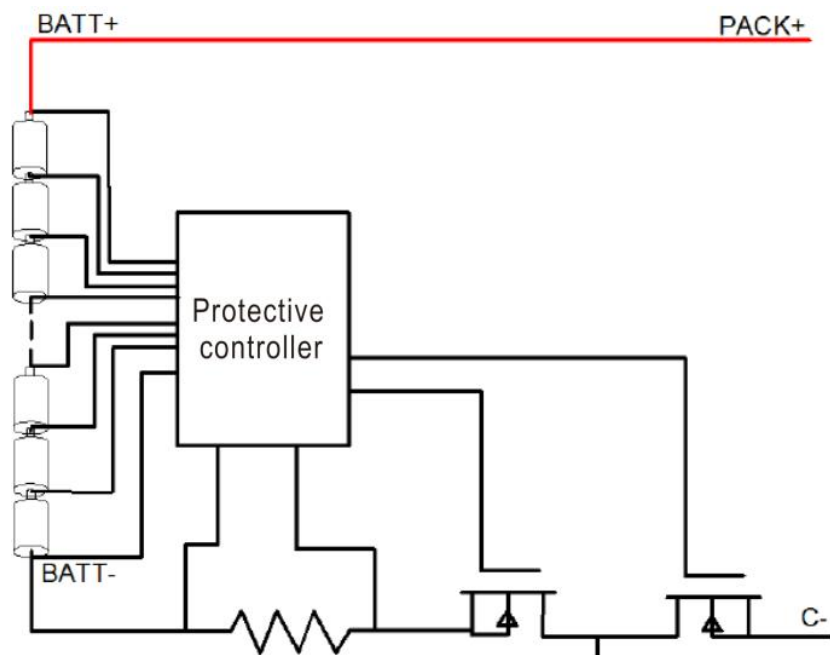 BATT+
PACK+
Protective
controller
BATT-
C-